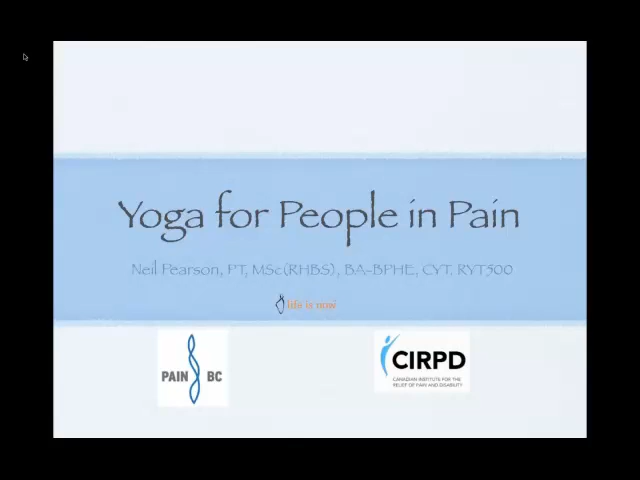 Yoga for People in Pain
Neil Pearson, PT, MSc(RHBS), BA-BPHE, CYT, RYT500
life is now
PAIN BC
CIRPD
CANADIAN INSTITUTE FOR THE
RELIEF OF PAIN AND DISABILITY